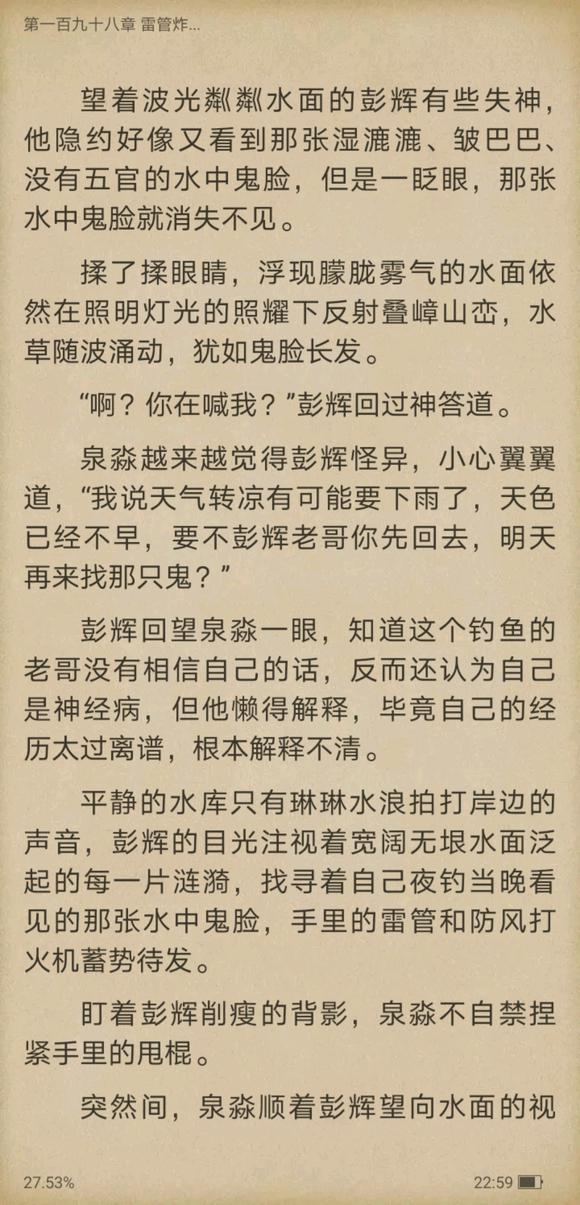 第一百九十八章 雷管炸...
望着波光粼粼水面的彭辉有些失神，
他隐约好像又看到那张湿漉漉、皱巴巴、
没有五官的水中鬼脸，但是一眨眼，那张
水中鬼脸就消失不见。
揉了揉眼睛，浮现朦胧雾气的水面依
然在照明灯光的照耀下反射叠嶂山峦，水
草随波涌动，犹如鬼脸长发。
“啊？你在喊我？”彭辉回过神答道。
泉淼越来越觉得彭辉怪异，小心翼翼
道，“我说天气转凉有可能要下雨了，天色
已经不早，要不彭辉老哥你先回去，明天
再来找那只鬼？”
彭辉回望泉淼一眼，知道这个钓鱼的
老哥没有相信自己的话，反而还认为自己
是神经病，但他懒得解释，毕竟自己的经
历太过离谱，根本解释不清。
平静的水库只有琳琳水浪拍打岸边的
声音，彭辉的目光注视着宽阔无垠水面泛
起的每一片涟漪，找寻着自己夜钓当晚看
见的那张水中鬼脸，手里的雷管和防风打
火机蓄势待发。
盯着彭辉削瘦的背影，泉淼不自禁捏
紧手里的甩棍。
突然间，泉淼顺着彭辉望向水面的视
27.53%
22:59